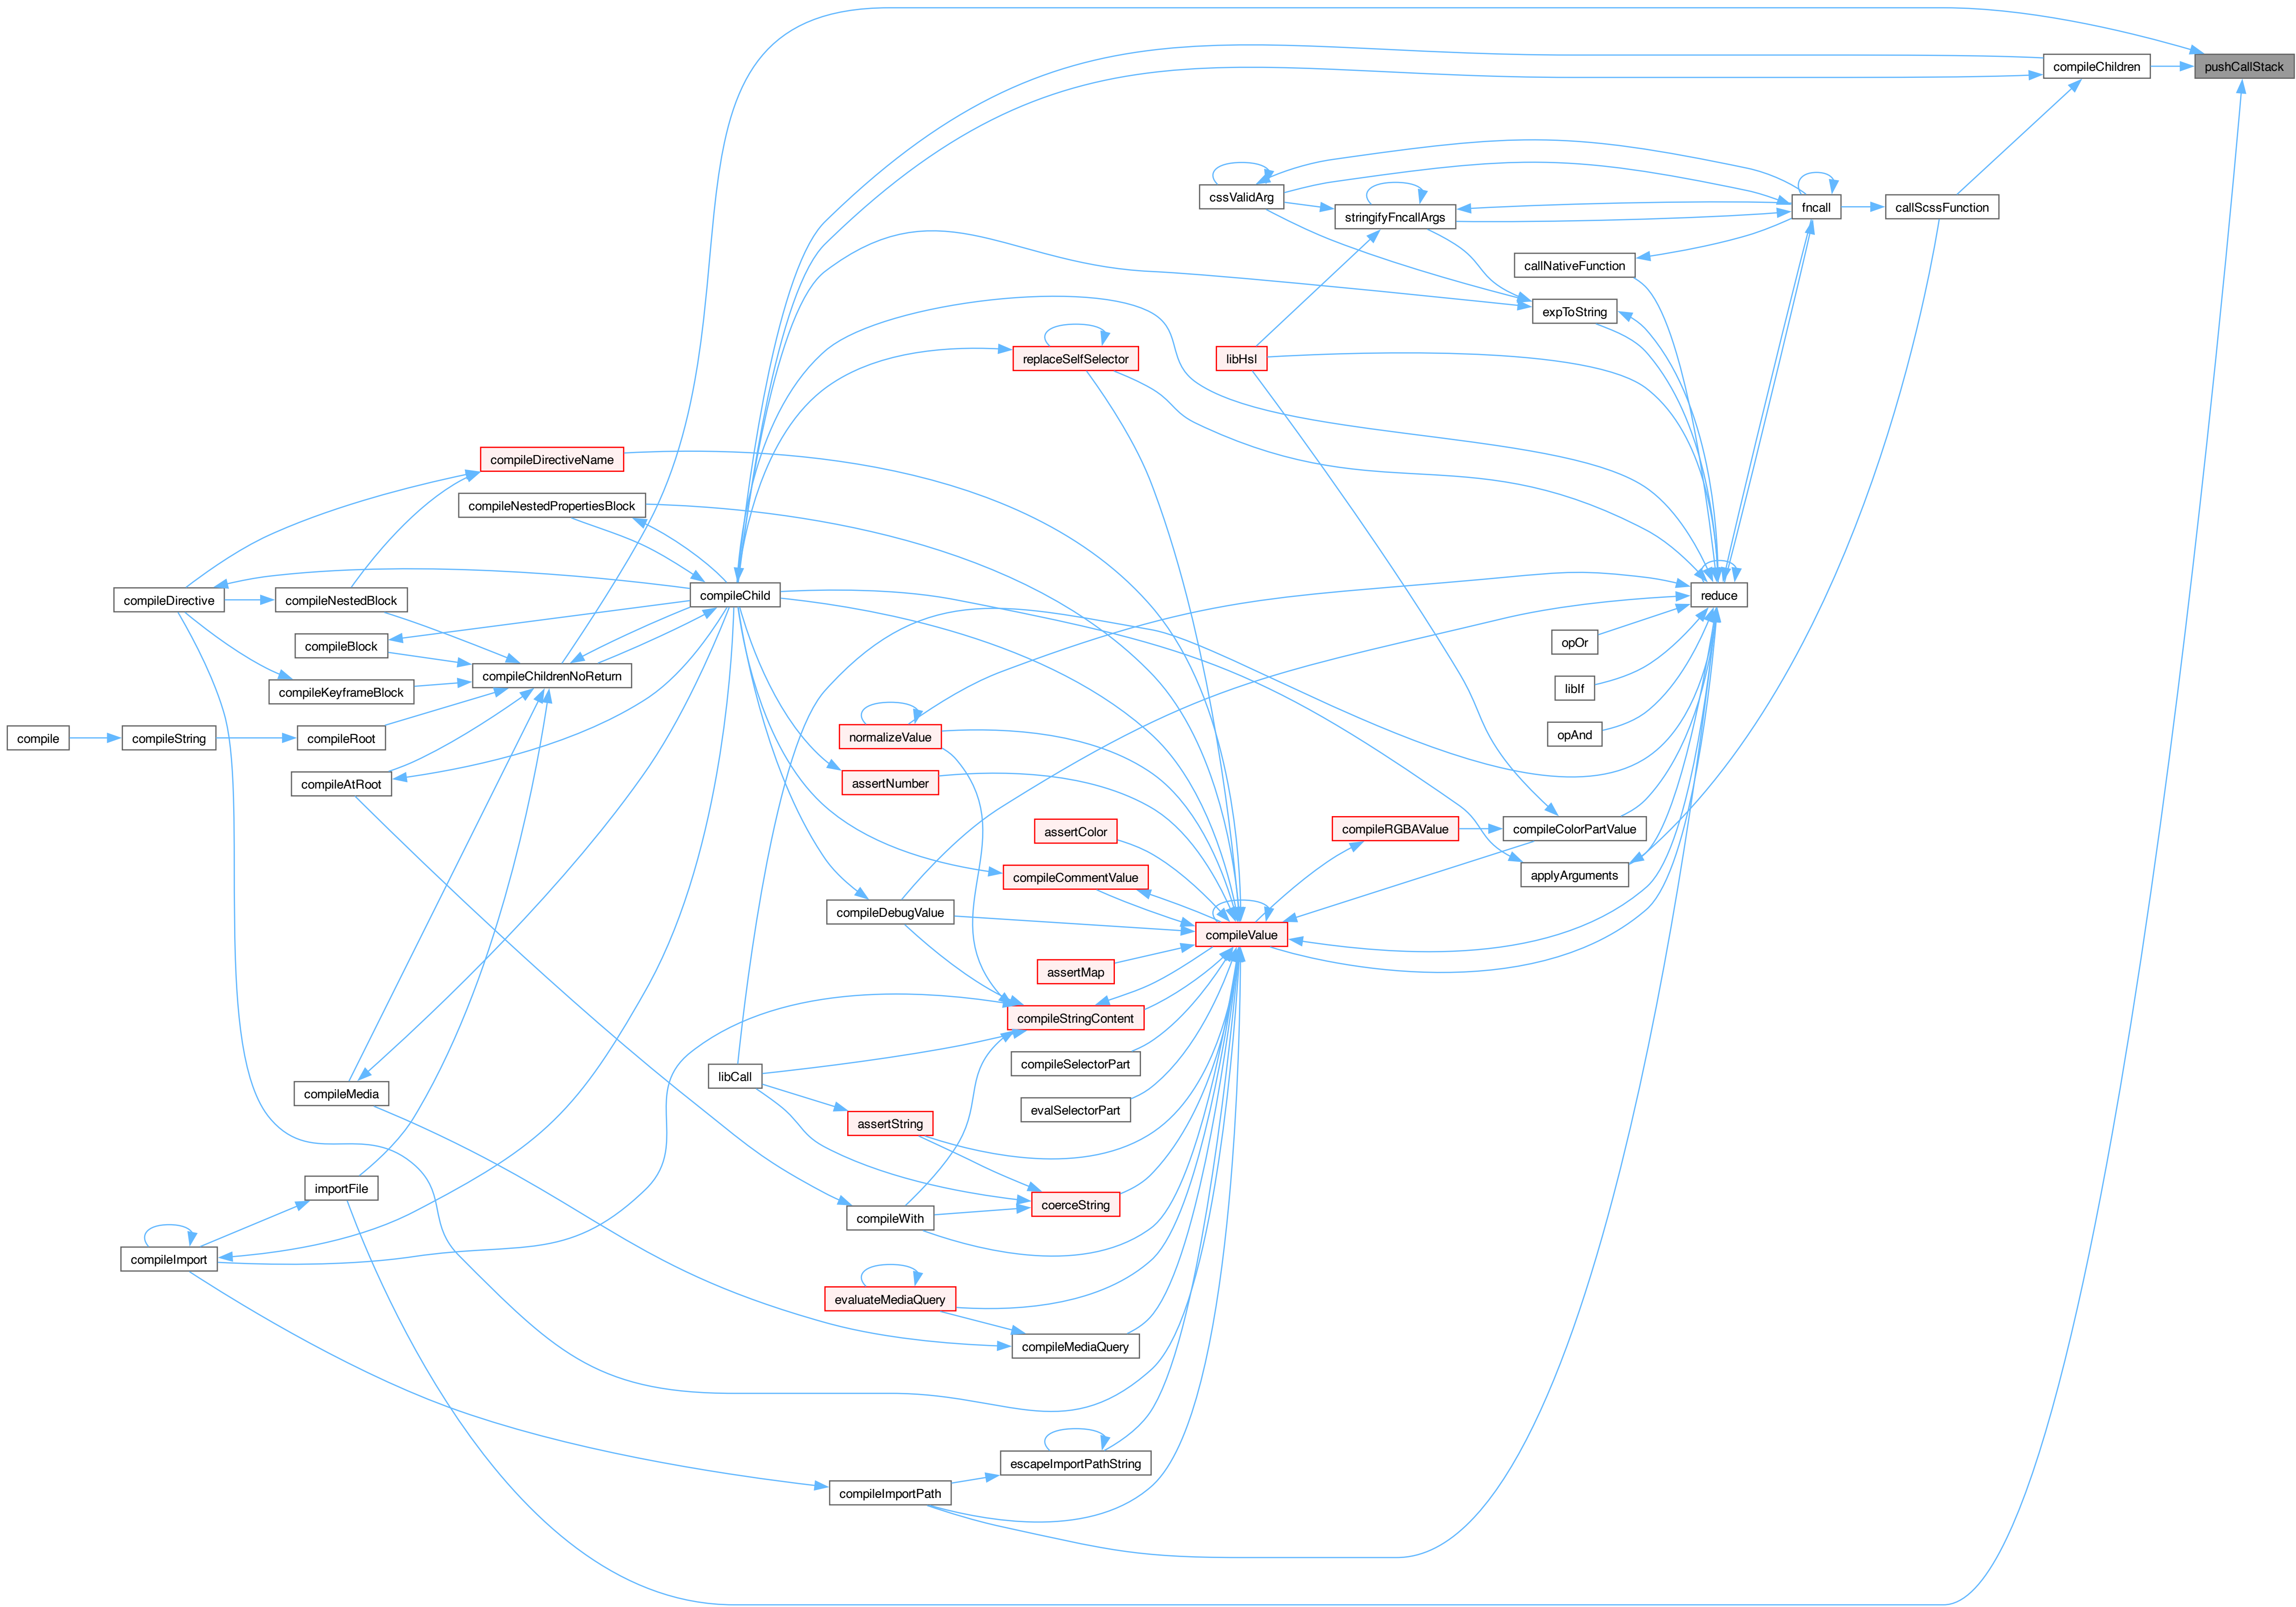 pushCallStack
compileChildren
cssValidArg
stringifyFncallArgs
fncall
callScssFunction
callNativeFunction
expToString
replaceSelfSelector
libHsl
compileDirectiveName
compileNestedPropertiesBlock
compileDirective
compileNestedBlock
compileChild
reduce
compileBlock
opOr
compileChildrenNoReturn
compileKeyframeBlock
libIf
compile
compileString
compileRoot
normalizeValue
opAnd
compileAtRoot
assertNumber
assertColor
compileRGBAValue
compileColorPartValue
compileCommentValue
applyArguments
compileDebugValue
compileValue
assertMap
compileStringContent
compileSelectorPart
libCall
compileMedia
evalSelectorPart
assertString
importFile
coerceString
compileWith
compileImport
evaluateMediaQuery
compileMediaQuery
escapeImportPathString
compileImportPath